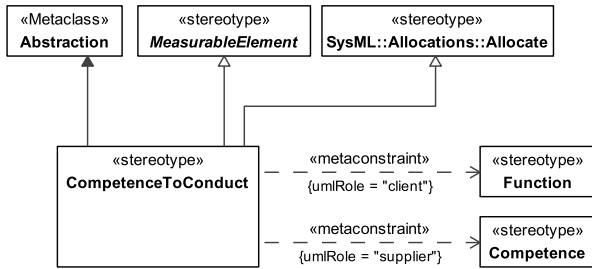 «Metaclass»
Abstraction
«stereotype»
MeasurableElement
«stereotype»
SysML::Allocations::Allocate
«stereotype»
CompetenceToConduct
«metaconstraint»
{umlRole = "client"}
«stereotype»
Function
«metaconstraint»
{umlRole = "supplier"}
«stereotype»
Competence